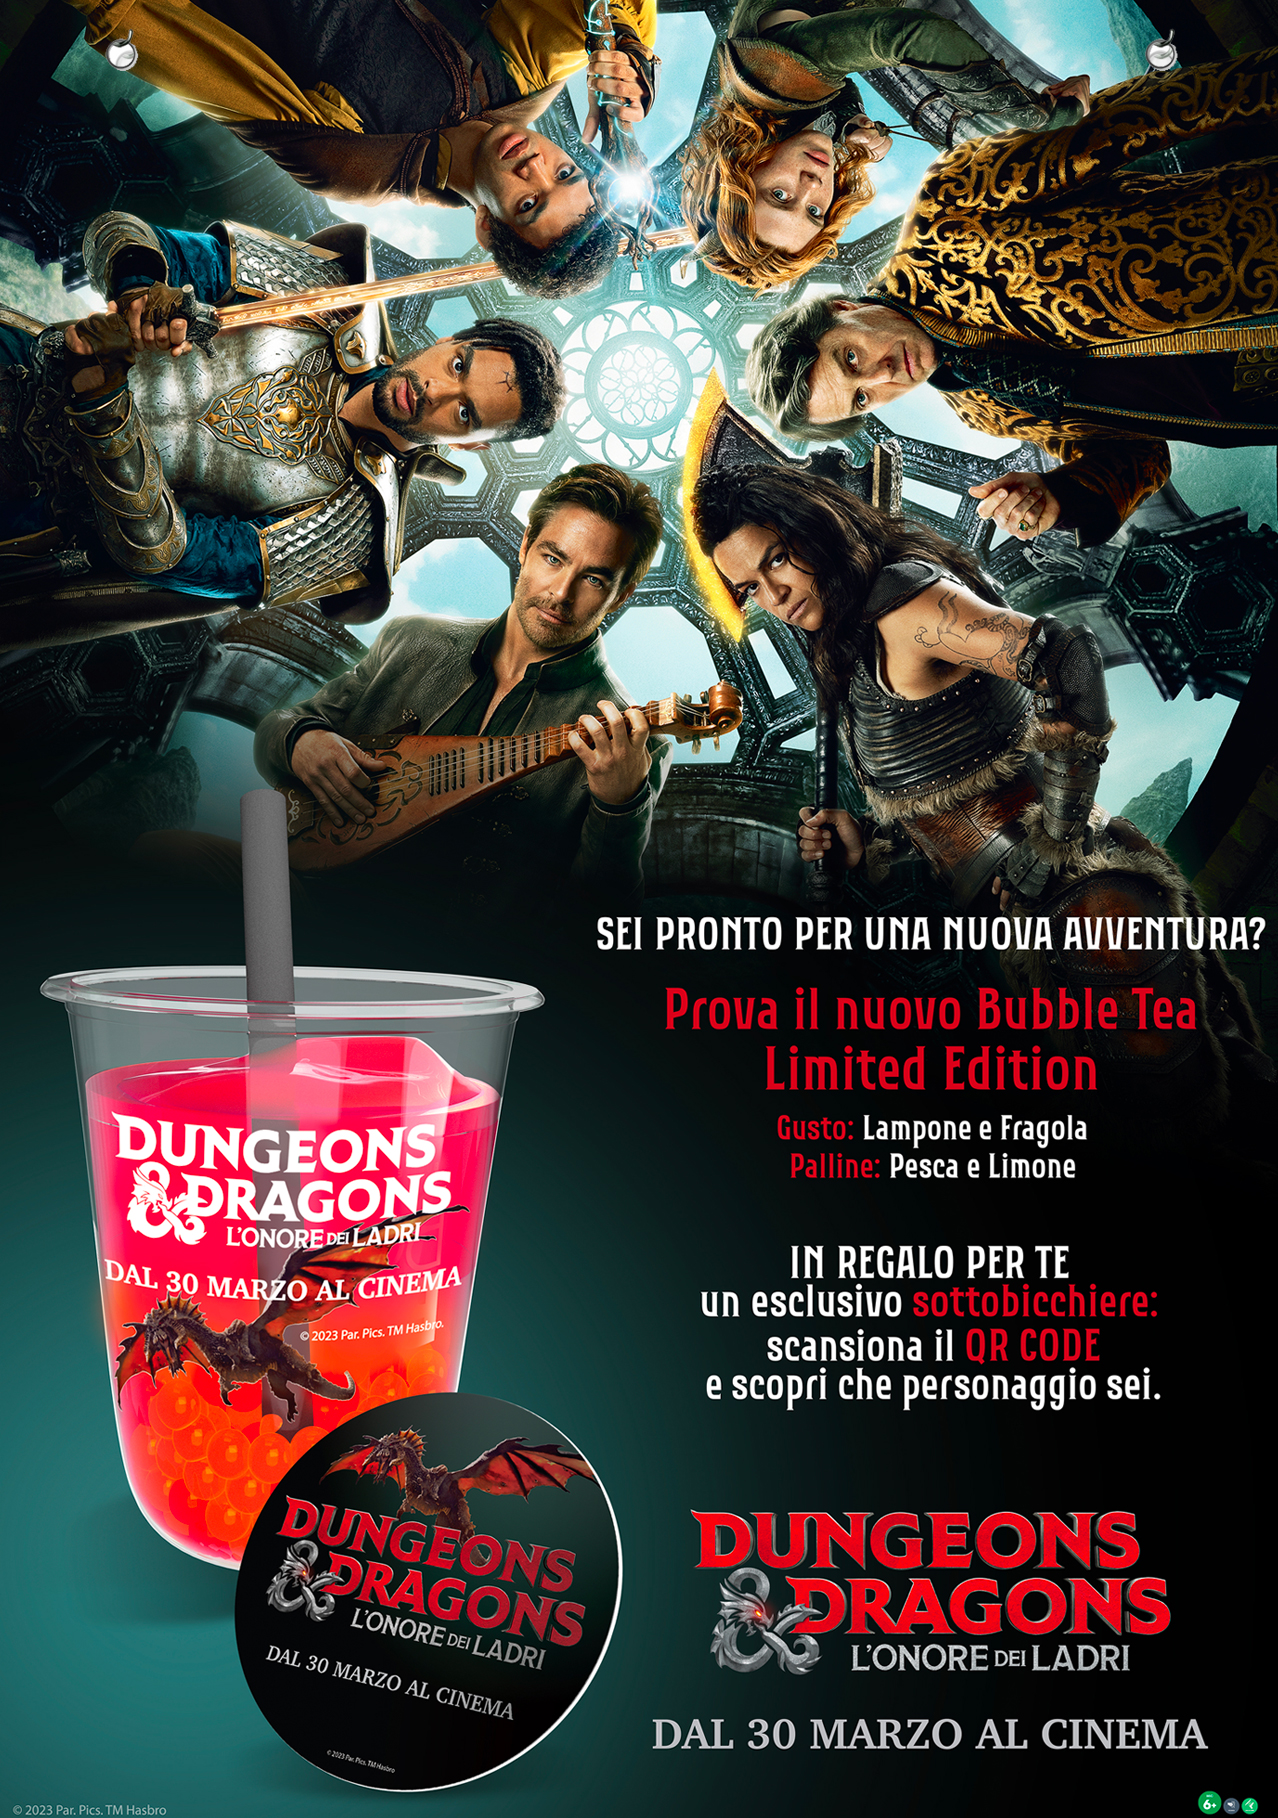 SEI PRONTO PER UNA NUOVA AVVENTURA?
Prova il nuovo Bubble Tea
Limited Edition
Gusto: Lampone e Fragola
Palline: Pesca e Limone
IN REGALO PER TE
un esclusivo sottobicchiere:
scansiona il QR CODE
e scopri che personaggio sei.
DUNGEONS
& DRAGONS
L'ONORE DEI LADRI
DAL 30 MARZO AL CINEMA
© 2023 Par. Pics. TM Hasbro.
DUNGEONS
& DRAGONS
L'ONORE DEI LADRI
DAL 30 MARZO AL CINEMA
© 2023 Par. Pics. TM Hasbro
DUNGEONS
& DRAGONS
L'ONORE DEI LADRI
DAL 30 MARZO AL CINEMA
© 2023 Par. Pics. TM Hasbro
6+